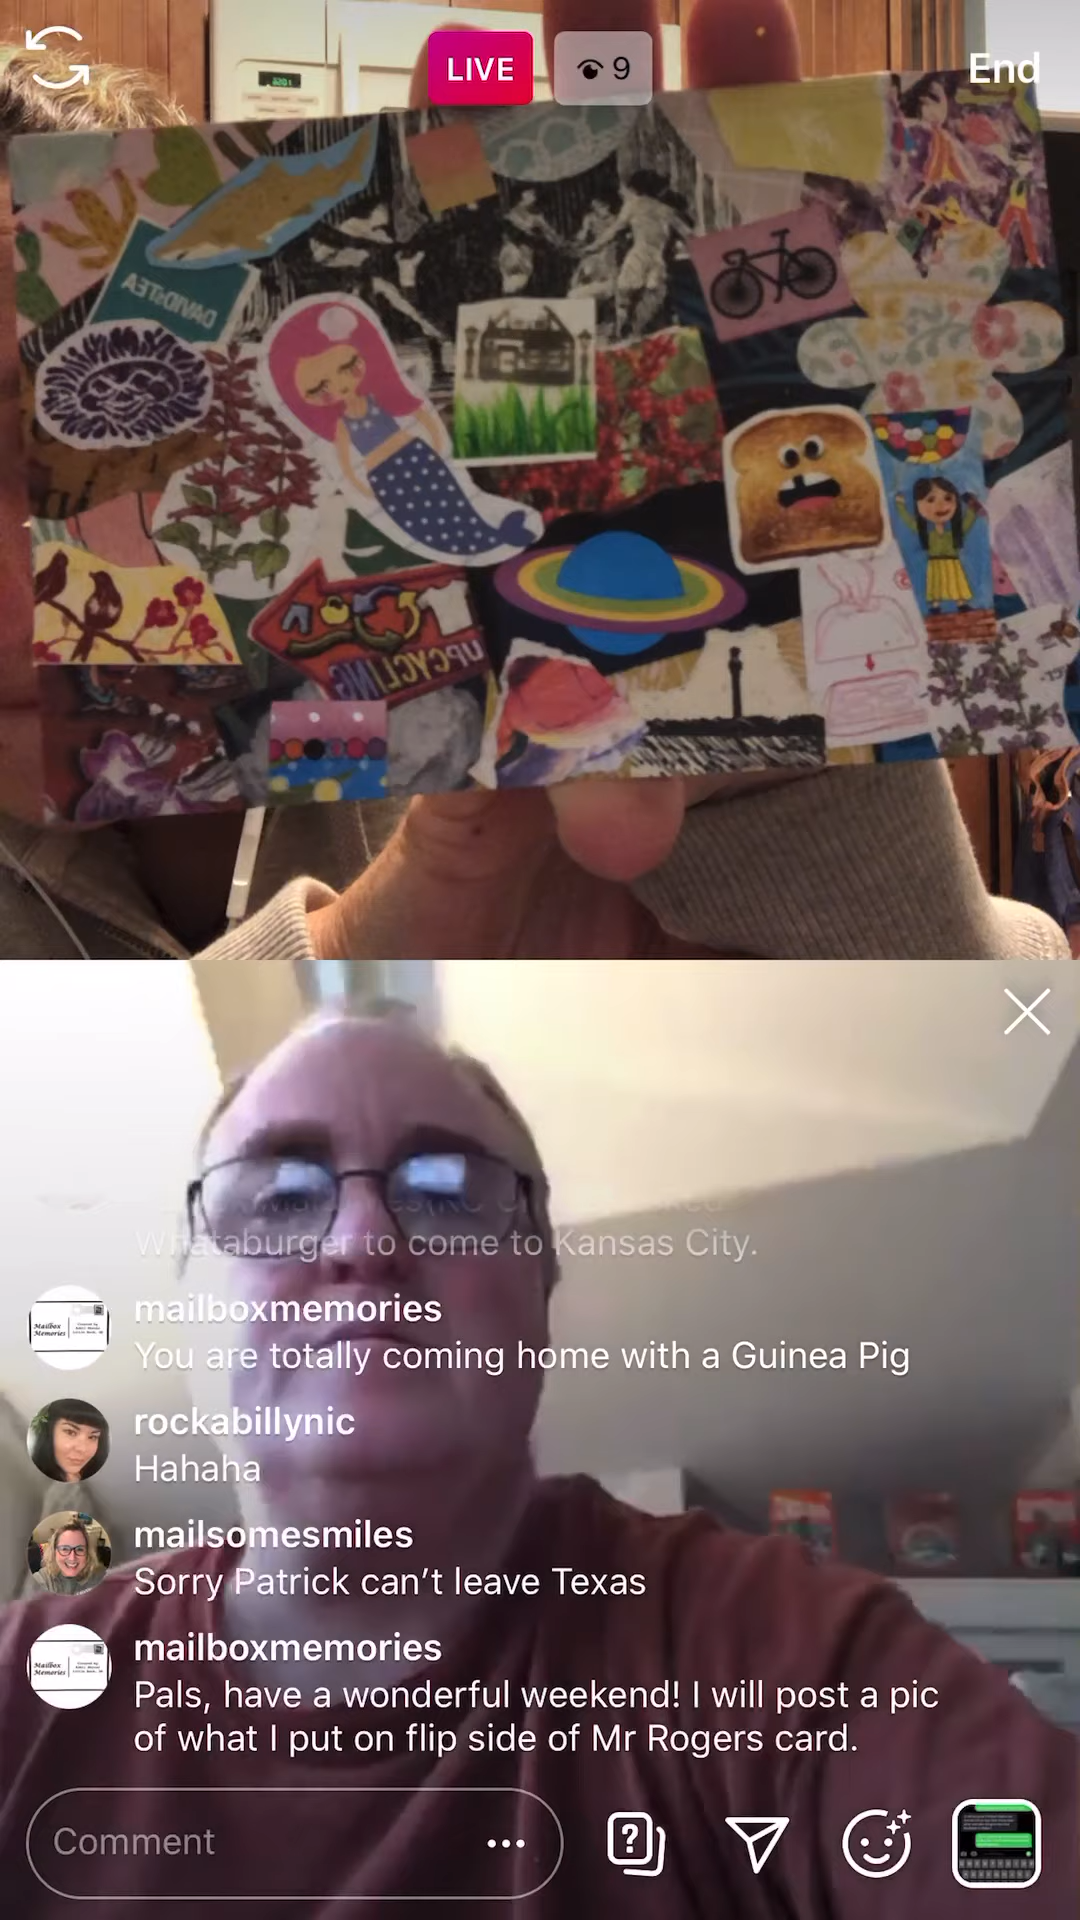 LIVE
9
End
DAVIDsTEA
UPCYCLING
Whataburger to come to Kansas City.
mailboxmemories
You are totally coming home with a Guinea Pig
rockabillynic
Hahaha
mailsomesmiles
Sorry Patrick can't leave Texas
mailboxmemories
Pals, have a wonderful weekend! I will post a pic
of what I put on flip side of Mr Rogers card.
Comment